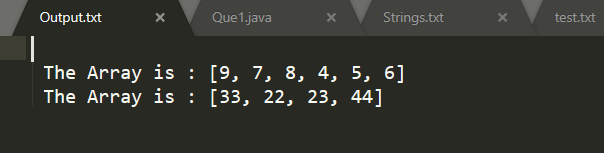 Output.txt × Que1.java × Strings.txt × test.txt
The Array is : [9, 7, 8, 4, 5, 6]
The Array is : [33, 22, 23, 44]